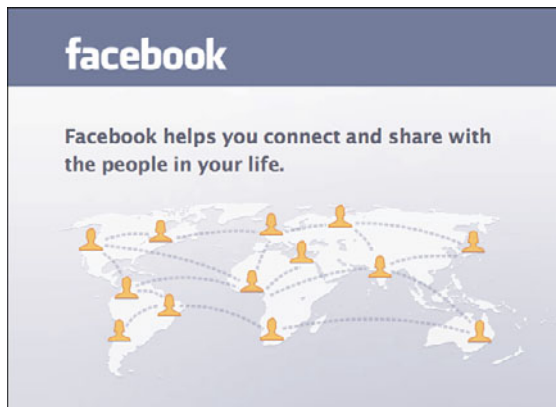 facebook
Facebook helps you connect and share with
the people in your life.